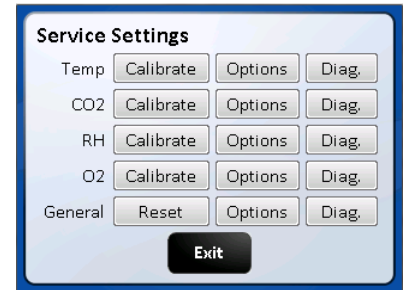 Service Settings
Temp Calibrate Options Diag.
CO2 Calibrate Options Diag.
RH Calibrate Options Diag.
O2 Calibrate Options Diag.
General Reset Options Diag.
Exit